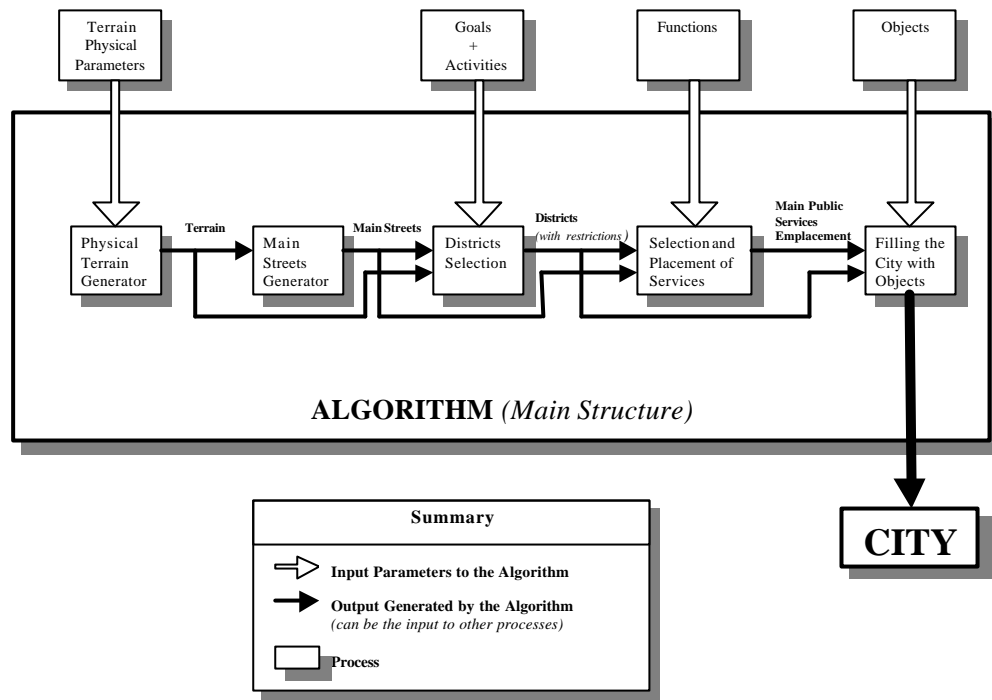 Terrain
Physical
Parameters
Goals
+
Activities
Functions
Objects
Physical
Terrain
Generator
Terrain
Main
Streets
Generator
Main Streets
Districts
Selection
Districts
(with restrictions)
Selection and
Placement of
Services
Main Public
Services
Emplacement
Filling the
City with
Objects
ALGORITHM (Main Structure)
CITY
Summary
Input Parameters to the Algorithm
Output Generated by the Algorithm
(can be the input to other processes)
Process